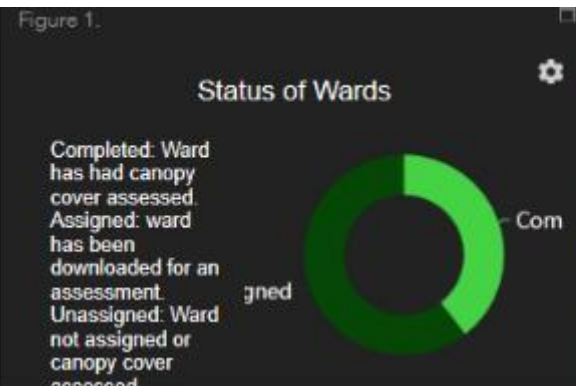 Figure 1.
Status of Wards
Completed: Ward
has had canopy
cover assessed.
Assigned: ward
has been
downloaded for an
assessment.
Unassigned: Ward
not assigned or
canopy cover
assessed
gned
Com